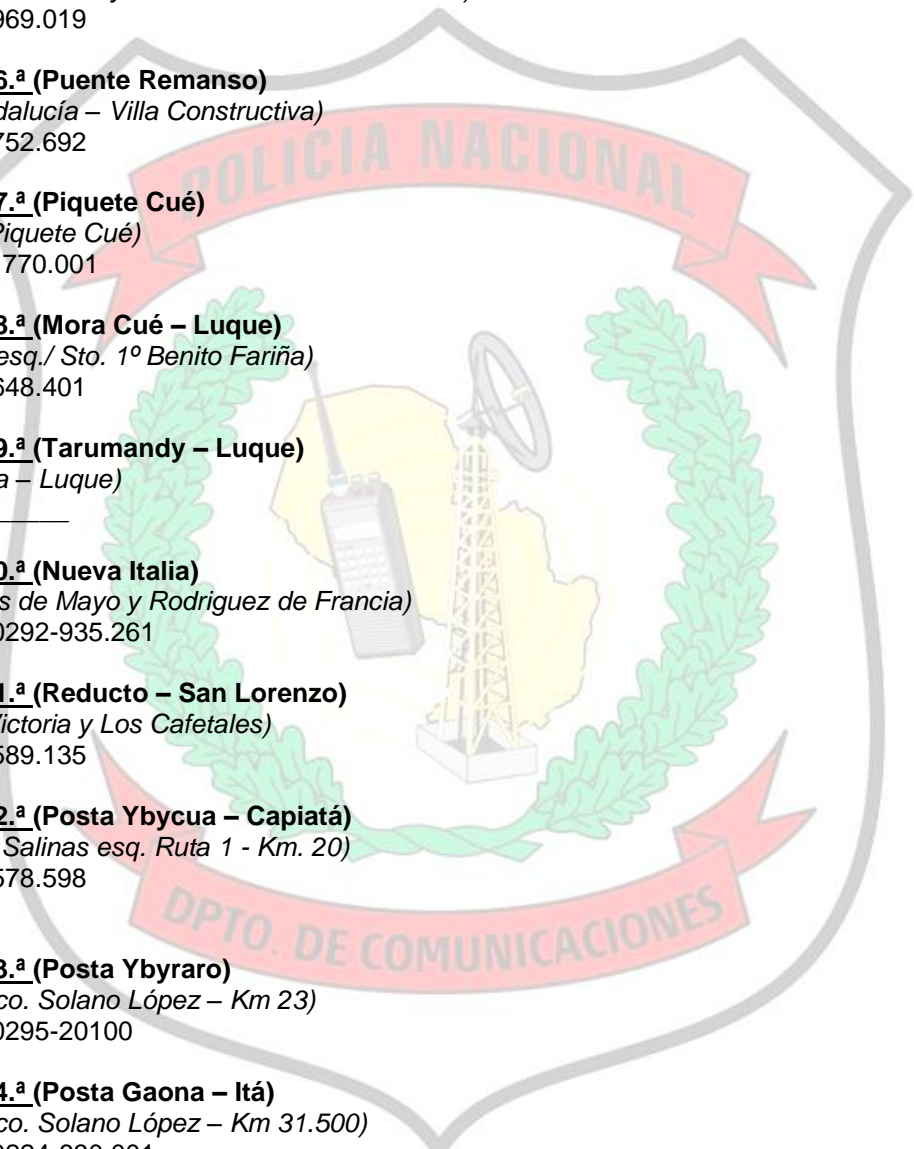 969.019
6.ª (Puente Remanso)
dalucía – Villa Constructiva)
752.692
7.ª (Piquete Cué)
Piquete Cué)
770.001
8.ª (Mora Cué – Luque)
esq./ Sto. 1º Benito Fariña)
648.401
9.ª (Tarumandy – Luque)
a – Luque)
0.ª (Nueva Italia)
s de Mayo y Rodriguez de Francia)
0292-935.261
1.ª (Reducto – San Lorenzo)
Victoria y Los Cafetales)
589.135
2.ª (Posta Ybycua – Capiatá)
Salinas esq. Ruta 1 - Km. 20)
578.598
3.ª (Posta Ybyraro)
co. Solano López – Km 23)
0295-20100
4.ª (Posta Gaona – Itá)
co. Solano López – Km 31.500)
POLICIA NACIONAL
DPTO. DE COMUNICACIONES